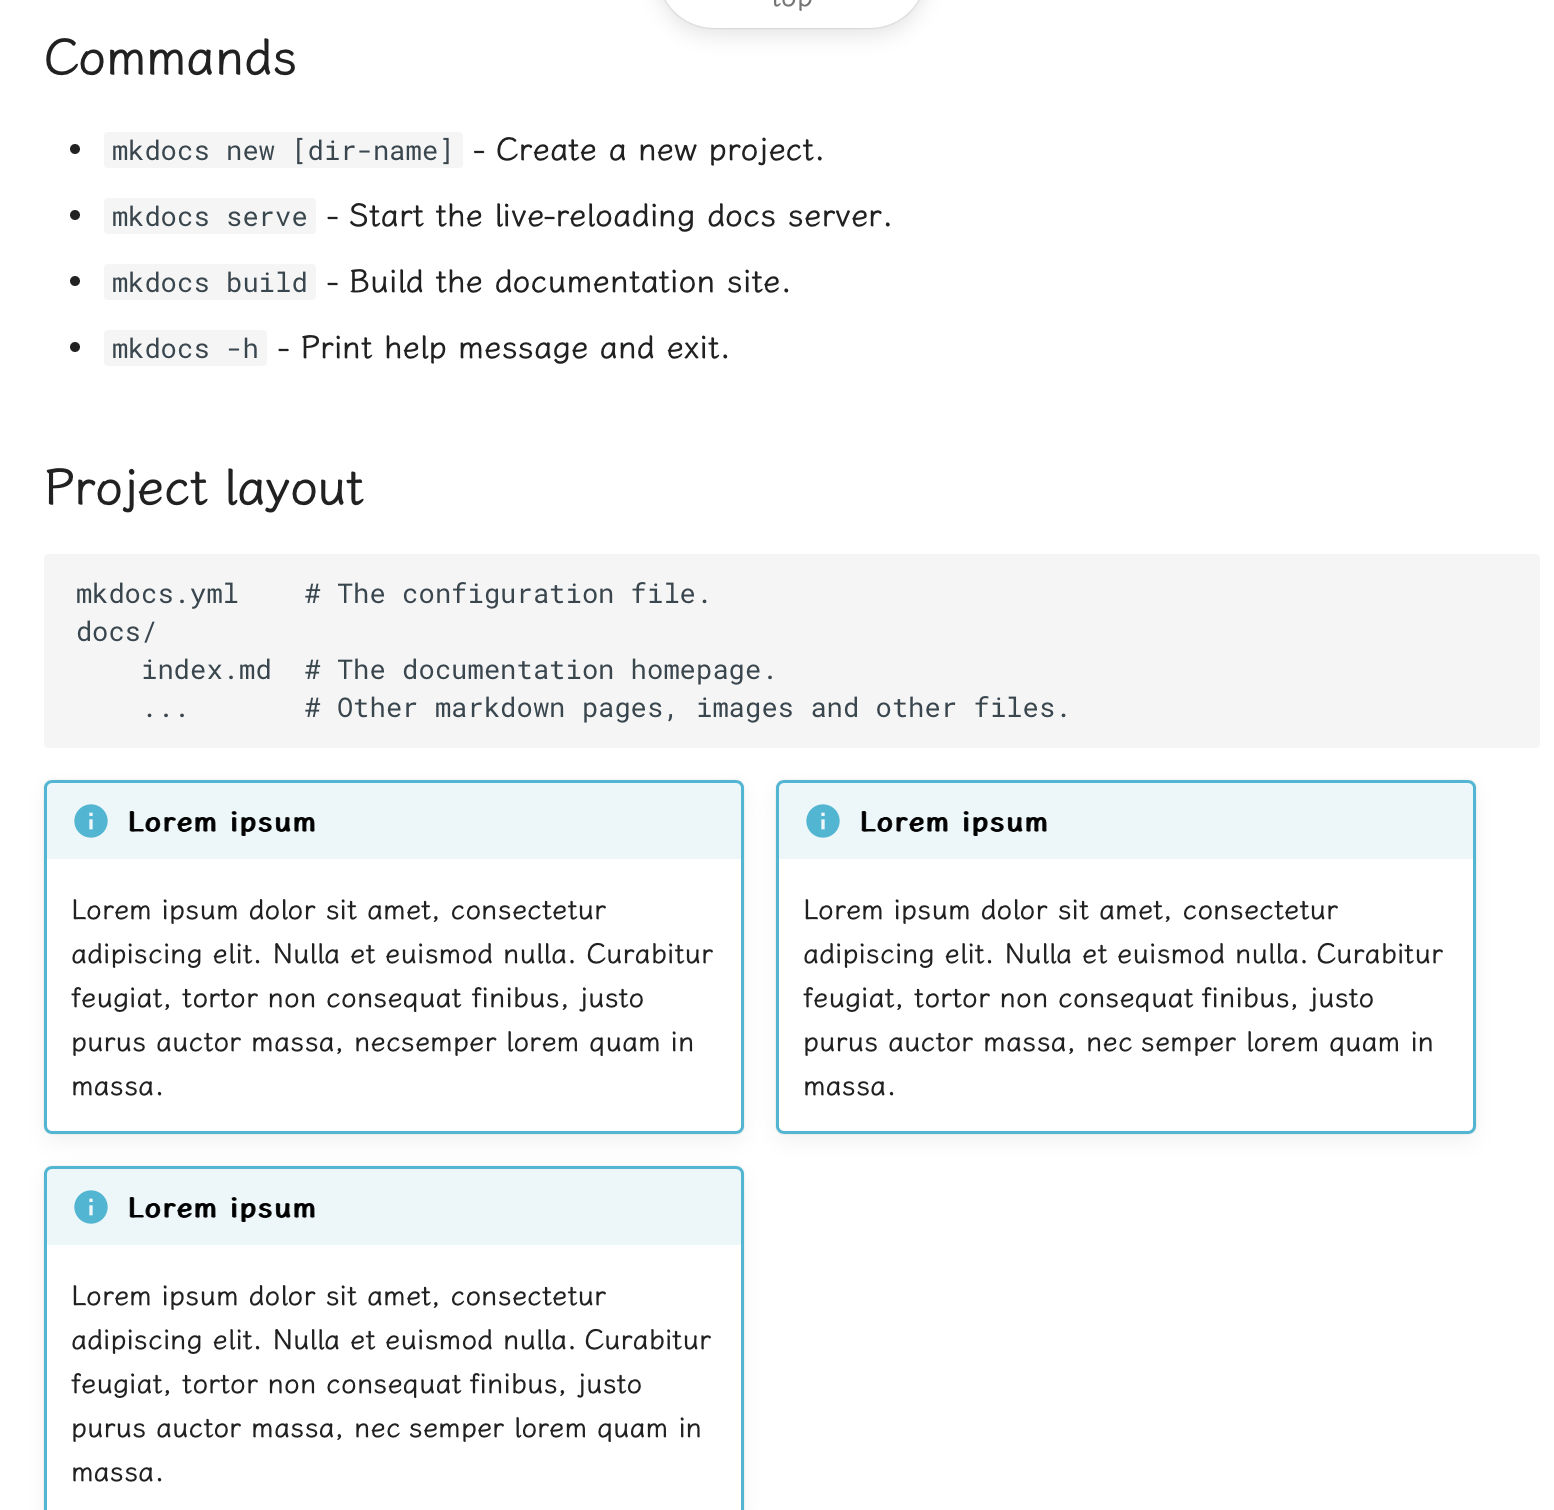 top
Commands
• mkdocs new [dir-name] - Create a new project.
• mkdocs serve - Start the live-reloading docs server.
• mkdocs build - Build the documentation site.
• mkdocs -h - Print help message and exit.
Project layout
mkdocs.yml    # The configuration file.
docs/
    index.md  # The documentation homepage.
    ...       # Other markdown pages, images and other files.
Lorem ipsum
Lorem ipsum dolor sit amet, consectetur
adipiscing elit. Nulla et euismod nulla. Curabitur
feugiat, tortor non consequat finibus, justo
purus auctor massa, necsemper lorem quam in
massa.
Lorem ipsum
Lorem ipsum dolor sit amet, consectetur
adipiscing elit. Nulla et euismod nulla. Curabitur
feugiat, tortor non consequat finibus, justo
purus auctor massa, nec semper lorem quam in
massa.
Lorem ipsum
Lorem ipsum dolor sit amet, consectetur
adipiscing elit. Nulla et euismod nulla. Curabitur
feugiat, tortor non consequat finibus, justo
purus auctor massa, nec semper lorem quam in
massa.